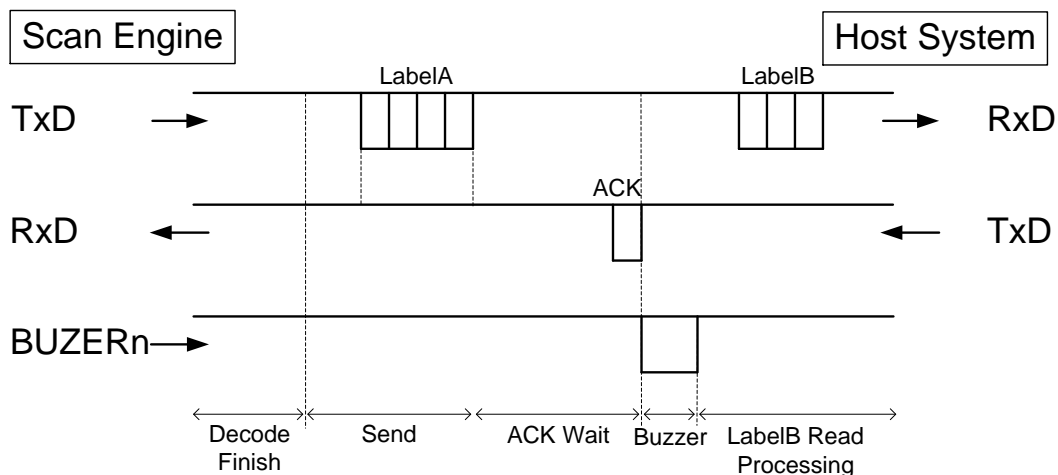 Scan Engine
Host System
LabelA
LabelB
TxD
RxD
ACK
RxD
TxD
BUZERn
Decode
Finish
Send
ACK Wait
Buzzer
LabelB Read
Processing